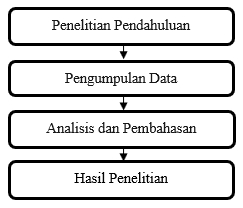 Penelitian Pendahuluan
Pengumpulan Data
Analisis dan Pembahasan
Hasil Penelitian